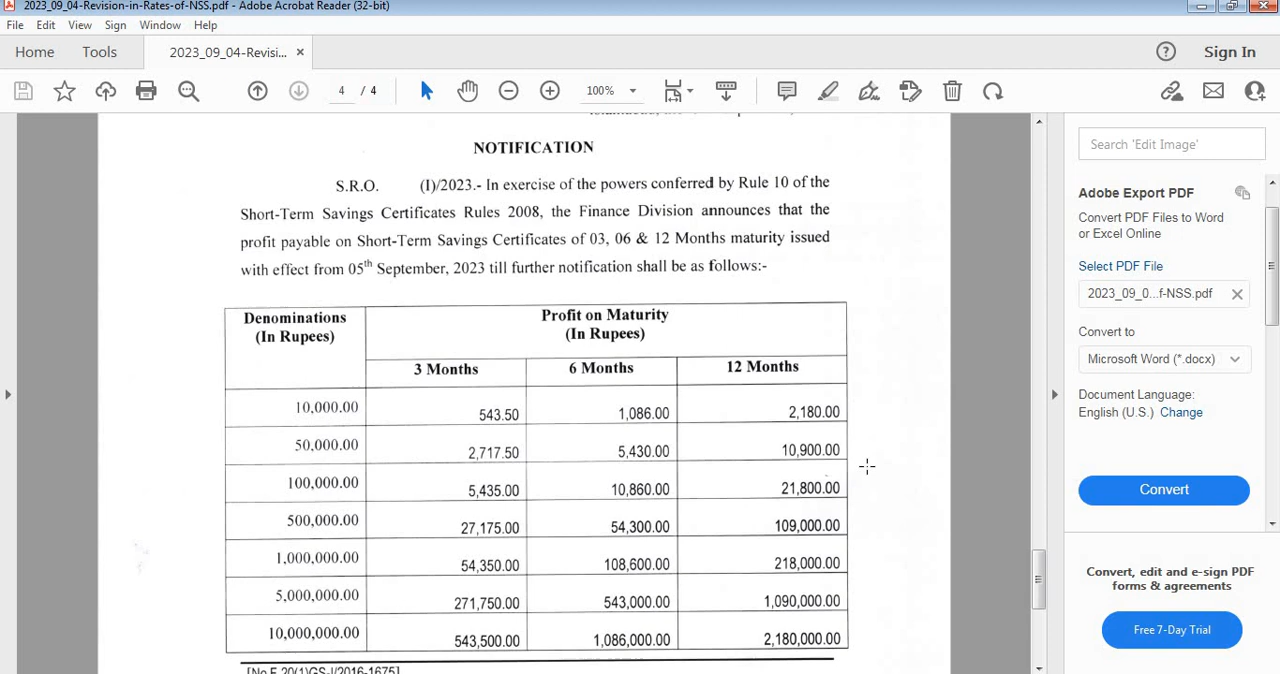 2023_09_04-Revision-in-Rates-of-NSS.pdf - Adobe Acrobat Reader (32-bit)
File Edit View Sign Window Help
Home Tools 2023_09_04-Revisi... × Sign In
4 / 4 100%
NOTIFICATION
S.R.O. (I)/2023.- In exercise of the powers conferred by Rule 10 of the
Short-Term Savings Certificates Rules 2008, the Finance Division announces that the
profit payable on Short-Term Savings Certificates of 03, 06 & 12 Months maturity issued
with effect from 05th September, 2023 till further notification shall be as follows:-
Denominations
(In Rupees)
Profit on Maturity
(In Rupees)
3 Months 6 Months 12 Months
10,000.00 543.50 1,086.00 2,180.00
50,000.00 2,717.50 5,430.00 10,900.00
100,000.00 5,435.00 10,860.00 21,800.00
500,000.00 27,175.00 54,300.00 109,000.00
1,000,000.00 54,350.00 108,600.00 218,000.00
5,000,000.00 271,750.00 543,000.00 1,090,000.00
10,000,000.00 543,500.00 1,086,000.00 2,180,000.00
[No.F.20(1)GS-I/2016-1675]
Search 'Edit Image'
Adobe Export PDF
Convert PDF Files to Word
or Excel Online
Select PDF File
2023_09_0...f-NSS.pdf
Convert to
Microsoft Word (*.docx)
Document Language:
English (U.S.) Change
Convert
Convert, edit and e-sign PDF
forms & agreements
Free 7-Day Trial